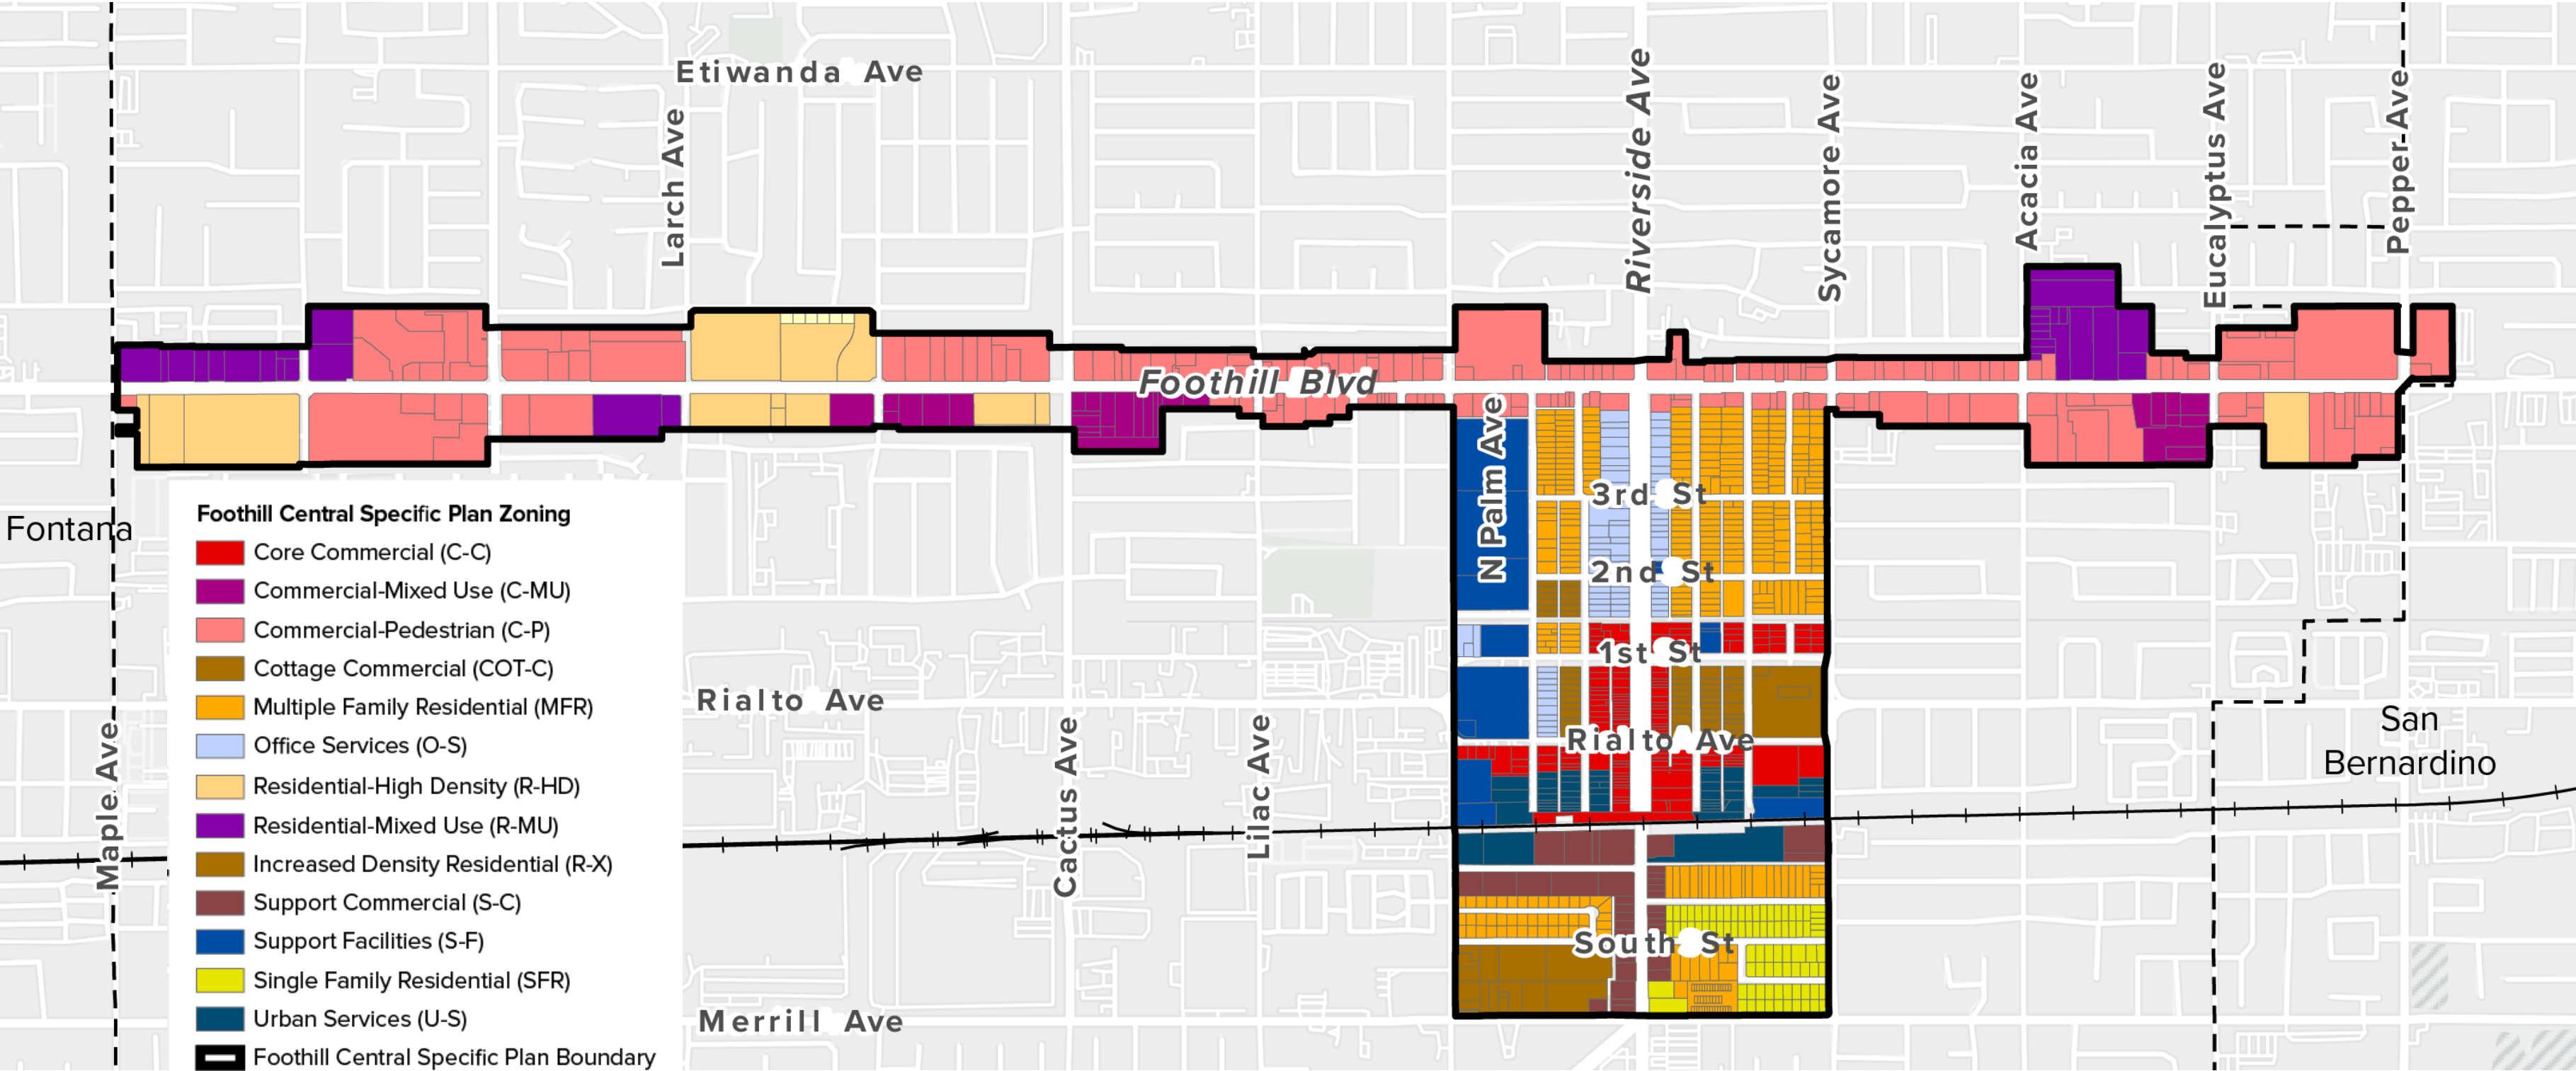 Etiwanda Ave
Larch Ave
Riverside Ave
Sycamore Ave
Acacia Ave
Eucalyptus Ave
Pepper Ave
Foothill Blvd
N Palm Ave
3rd St
2nd St
1st St
Rialto Ave
South St
Fontana
Maple Ave
Rialto Ave
Cactus Ave
Lilac Ave
Merrill Ave
San
Bernardino
Foothill Central Specific Plan Zoning
Core Commercial (C-C)
Commercial-Mixed Use (C-MU)
Commercial-Pedestrian (C-P)
Cottage Commercial (COT-C)
Multiple Family Residential (MFR)
Office Services (O-S)
Residential-High Density (R-HD)
Residential-Mixed Use (R-MU)
Increased Density Residential (R-X)
Support Commercial (S-C)
Support Facilities (S-F)
Single Family Residential (SFR)
Urban Services (U-S)
Foothill Central Specific Plan Boundary